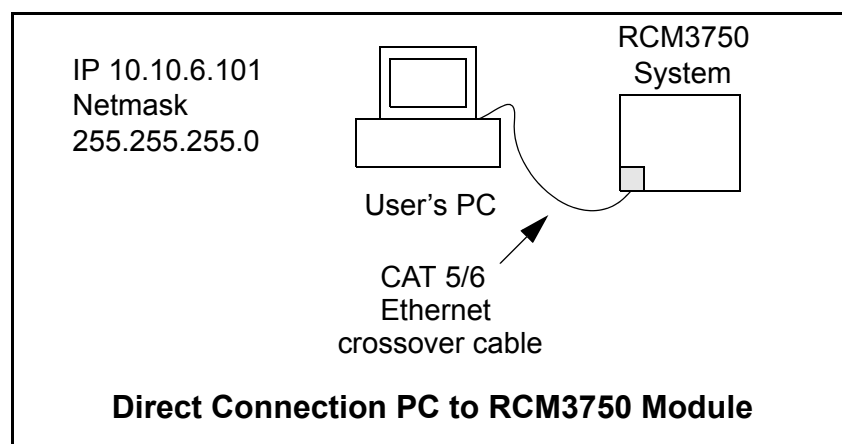 IP 10.10.6.101
Netmask
255.255.255.0
RCM3750
System
User's PC
CAT 5/6
Ethernet
crossover cable
Direct Connection PC to RCM3750 Module